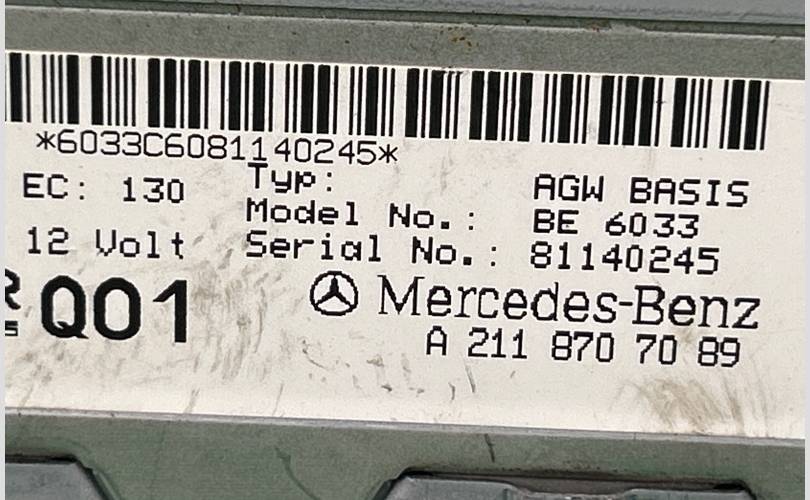 *6033C6081140245*
EC: 130 Typ: AGW BASIS
Model No.: BE 6033
12 Volt Serial No.: 81140245
Q01 Mercedes-Benz
A 211 870 70 89